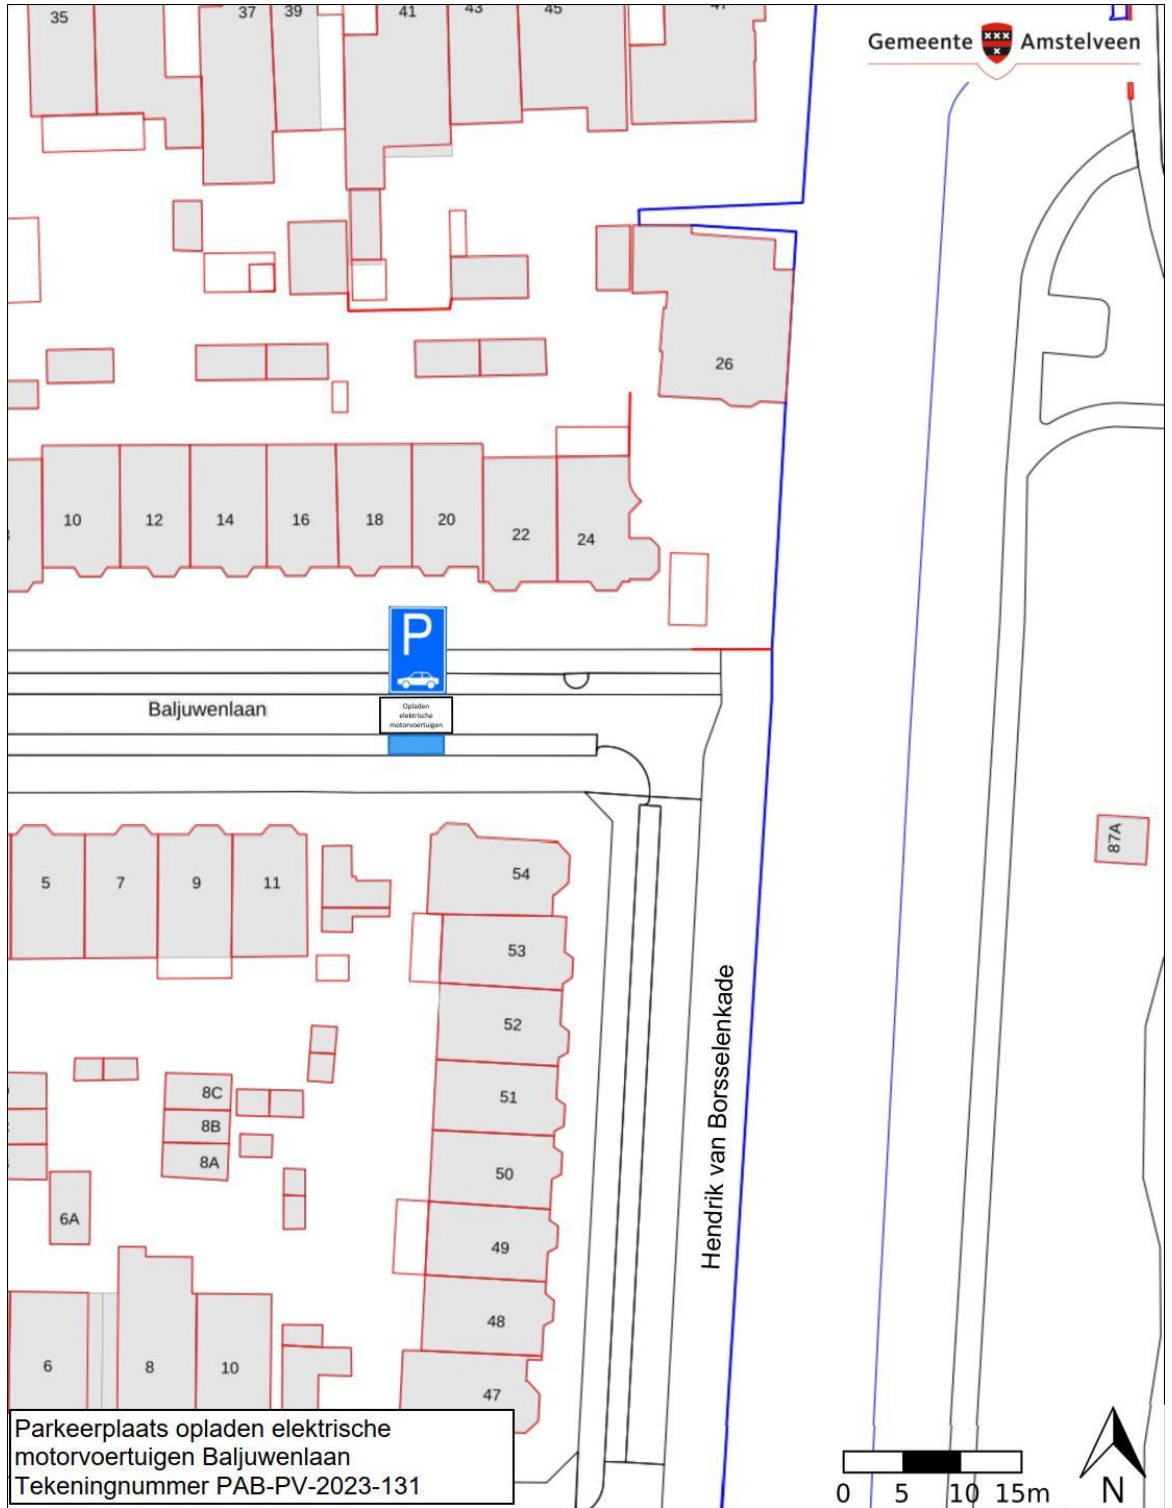 35
37
39
41
43
45
Gemeente Amstelveen
26
10
12
14
16
18
20
22
24
P
Opladen
elektrische
motorvoertuigen
Baljuwenlaan
5
7
9
11
54
53
52
51
50
49
48
47
87A
Hendrik van Borsselenkade
8C
8B
8A
6A
6
8
10
Parkeerplaats opladen elektrische
motorvoertuigen Baljuwenlaan
Tekeningnummer PAB-PV-2023-131
0 5 10 15m
N